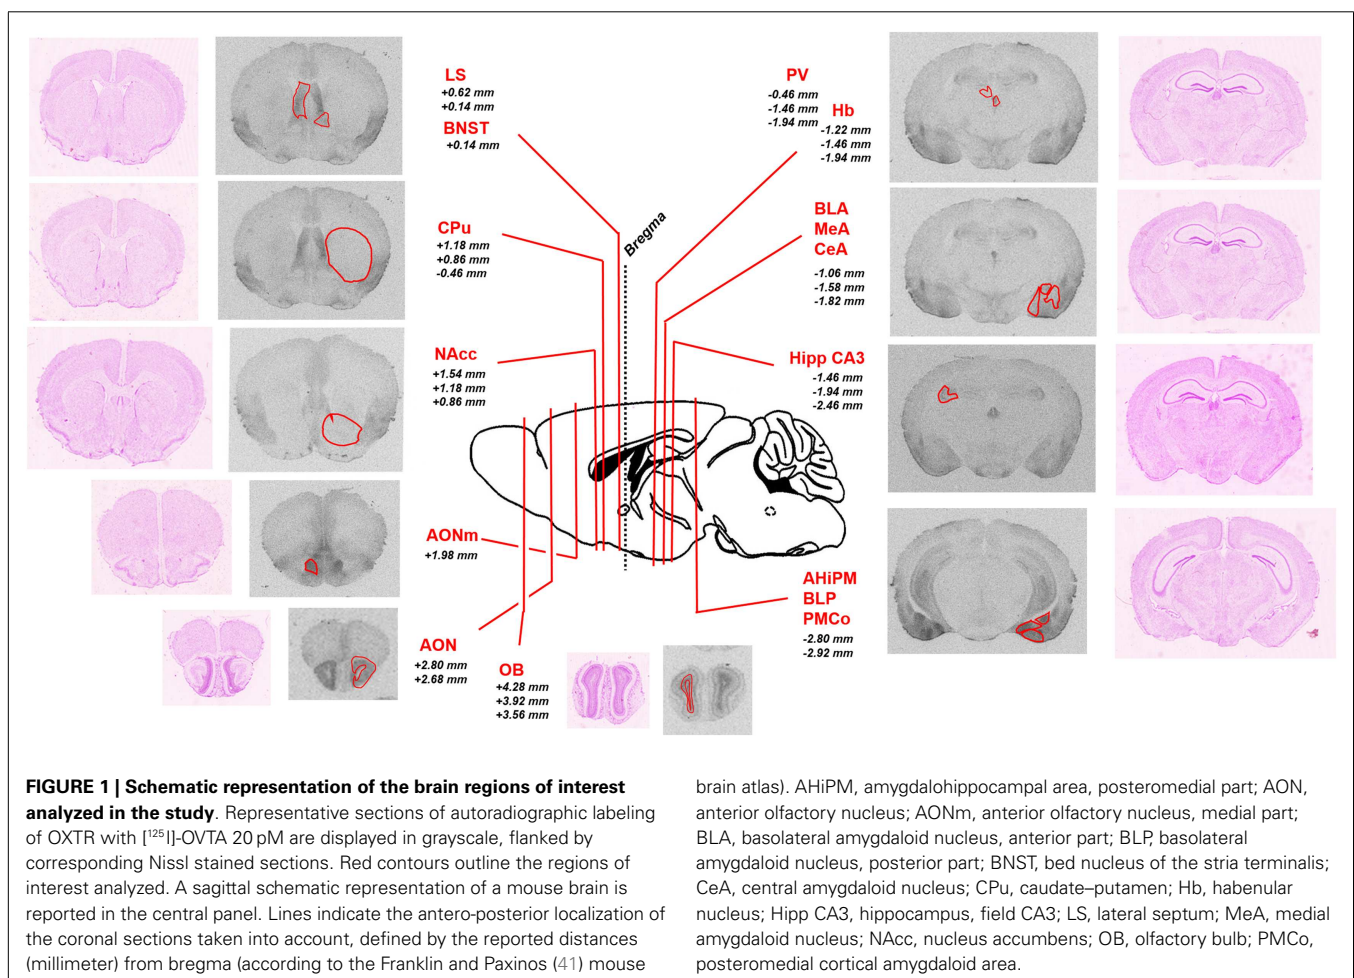 LS
+0.62 mm
+0.14 mm
BNST
+0.14 mm
CPu
+1.18 mm
+0.86 mm
-0.46 mm
NAcc
+1.54 mm
+1.18 mm
+0.86 mm
AONm
+1.98 mm
AON
+2.80 mm
+2.68 mm
OB
+4.28 mm
+3.92 mm
+3.56 mm
Bregma
PV
-0.46 mm
-1.46 mm
-1.94 mm
Hb
-1.22 mm
-1.46 mm
-1.94 mm
BLA
MeA
CeA
-1.06 mm
-1.58 mm
-1.82 mm
Hipp CA3
-1.46 mm
-1.94 mm
-2.46 mm
AHiPM
BLP
PMCo
-2.80 mm
-2.92 mm
FIGURE 1 | Schematic representation of the brain regions of interest
analyzed in the study. Representative sections of autoradiographic labeling
of OXTR with [125I]-OVTA 20 pM are displayed in grayscale, flanked by
corresponding Nissl stained sections. Red contours outline the regions of
interest analyzed. A sagittal schematic representation of a mouse brain is
reported in the central panel. Lines indicate the antero-posterior localization of
the coronal sections taken into account, defined by the reported distances
(millimeter) from bregma (according to the Franklin and Paxinos (41) mouse
brain atlas). AHiPM, amygdalohippocampal area, posteromedial part; AON,
anterior olfactory nucleus; AONm, anterior olfactory nucleus, medial part;
BLA, basolateral amygdaloid nucleus, anterior part; BLP, basolateral
amygdaloid nucleus, posterior part; BNST, bed nucleus of the stria terminalis;
CeA, central amygdaloid nucleus; CPu, caudate–putamen; Hb, habenular
nucleus; Hipp CA3, hippocampus, field CA3; LS, lateral septum; MeA, medial
amygdaloid nucleus; NAcc, nucleus accumbens; OB, olfactory bulb; PMCo,
posteromedial cortical amygdaloid area.